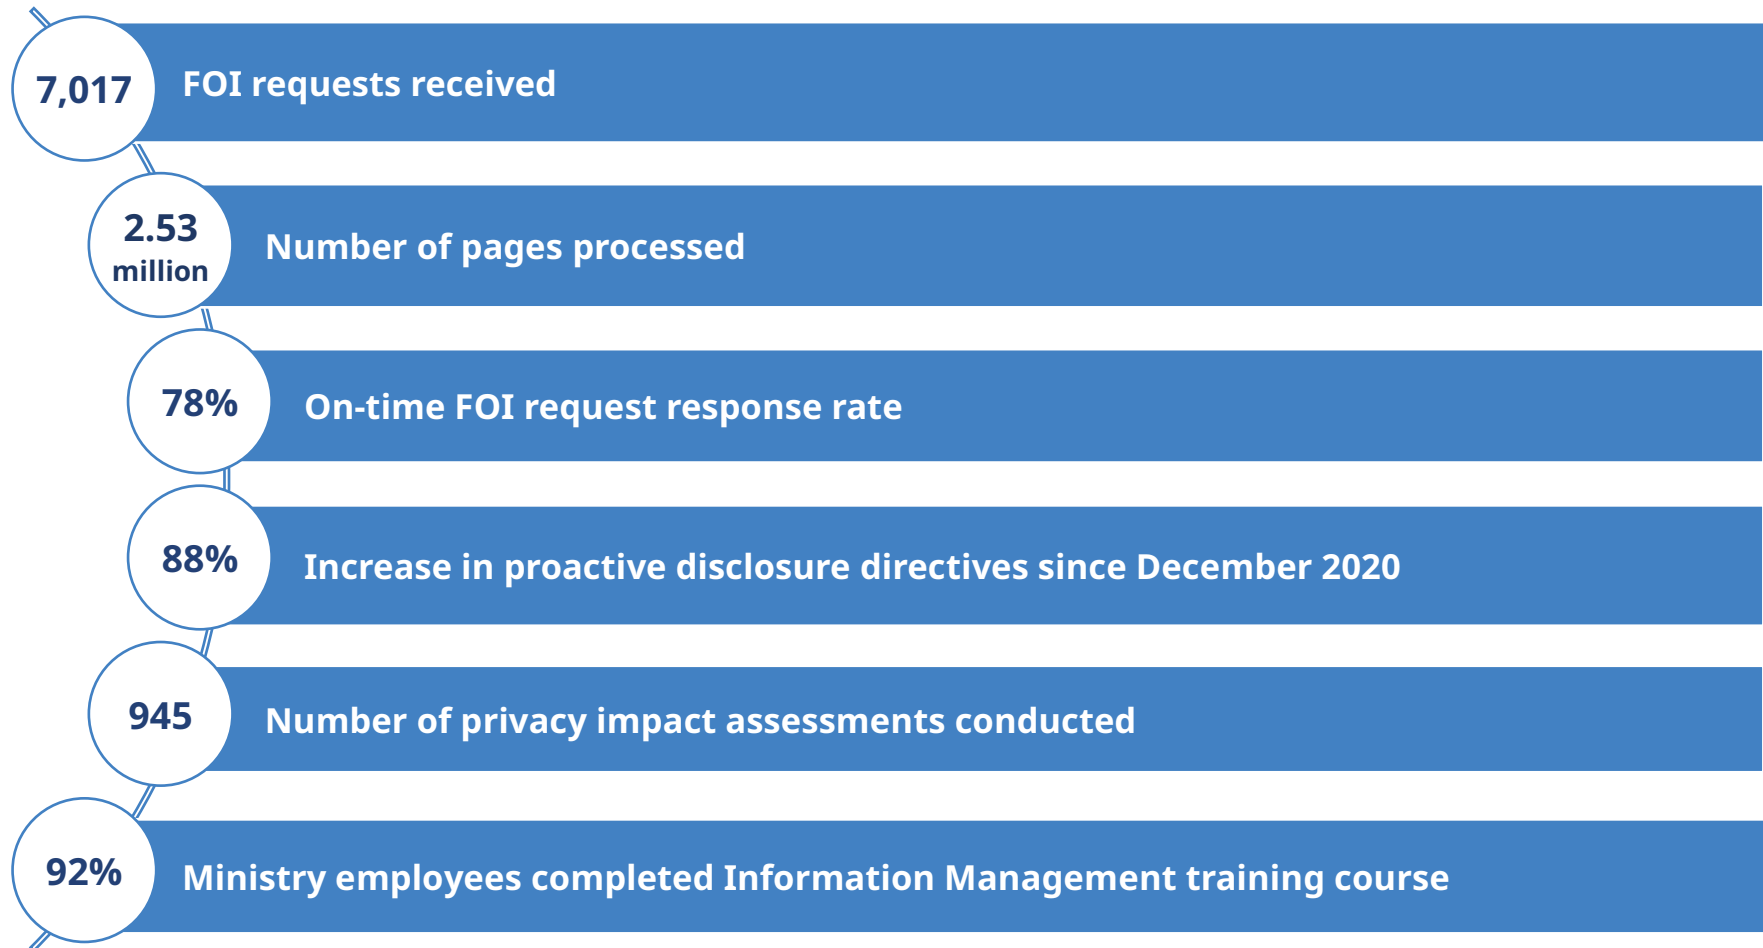 7,017
FOI requests received
2.53
million
Number of pages processed
78%
On-time FOI request response rate
88%
Increase in proactive disclosure directives since December 2020
945
Number of privacy impact assessments conducted
92%
Ministry employees completed Information Management training course